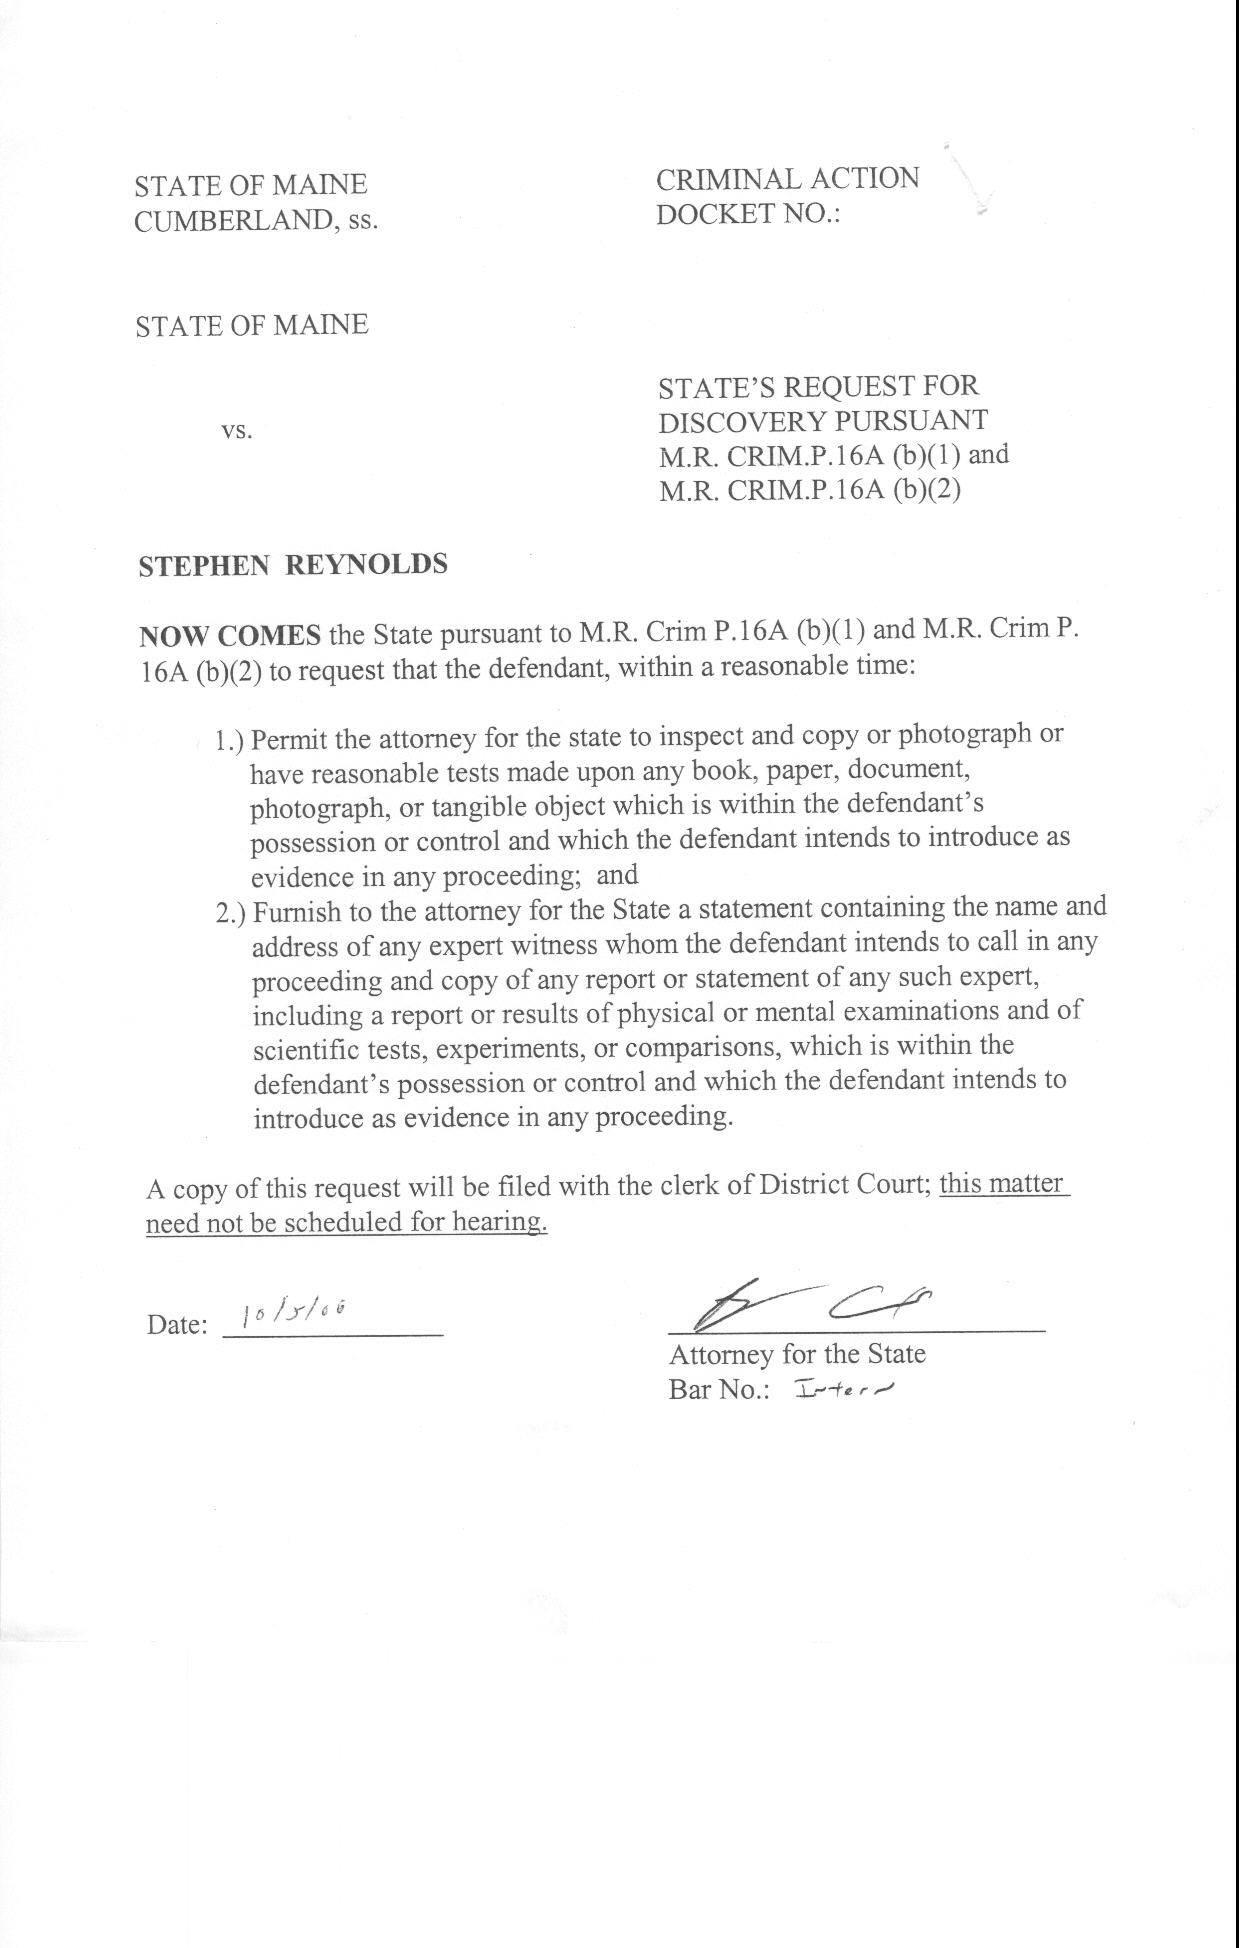 STATE OF MAINE
CUMBERLAND, ss.
CRIMINAL ACTION
DOCKET NO.:
STATE OF MAINE
vs.
STATE'S REQUEST FOR
DISCOVERY PURSUANT
M.R. CRIM.P.16A (b)(1) and
M.R. CRIM.P.16A (b)(2)
STEPHEN REYNOLDS
NOW COMES the State pursuant to M.R. Crim P.16A (b)(1) and M.R. Crim P.
16A (b)(2) to request that the defendant, within a reasonable time:
1.) Permit the attorney for the state to inspect and copy or photograph or
have reasonable tests made upon any book, paper, document,
photograph, or tangible object which is within the defendant's
possession or control and which the defendant intends to introduce as
evidence in any proceeding; and
2.) Furnish to the attorney for the State a statement containing the name and
address of any expert witness whom the defendant intends to call in any
proceeding and copy of any report or statement of any such expert,
including a report or results of physical or mental examinations and of
scientific tests, experiments, or comparisons, which is within the
defendant's possession or control and which the defendant intends to
introduce as evidence in any proceeding.
A copy of this request will be filed with the clerk of District Court; this matter
need not be scheduled for hearing.
Date: 10/5/06
Attorney for the State
Bar No.: Intern